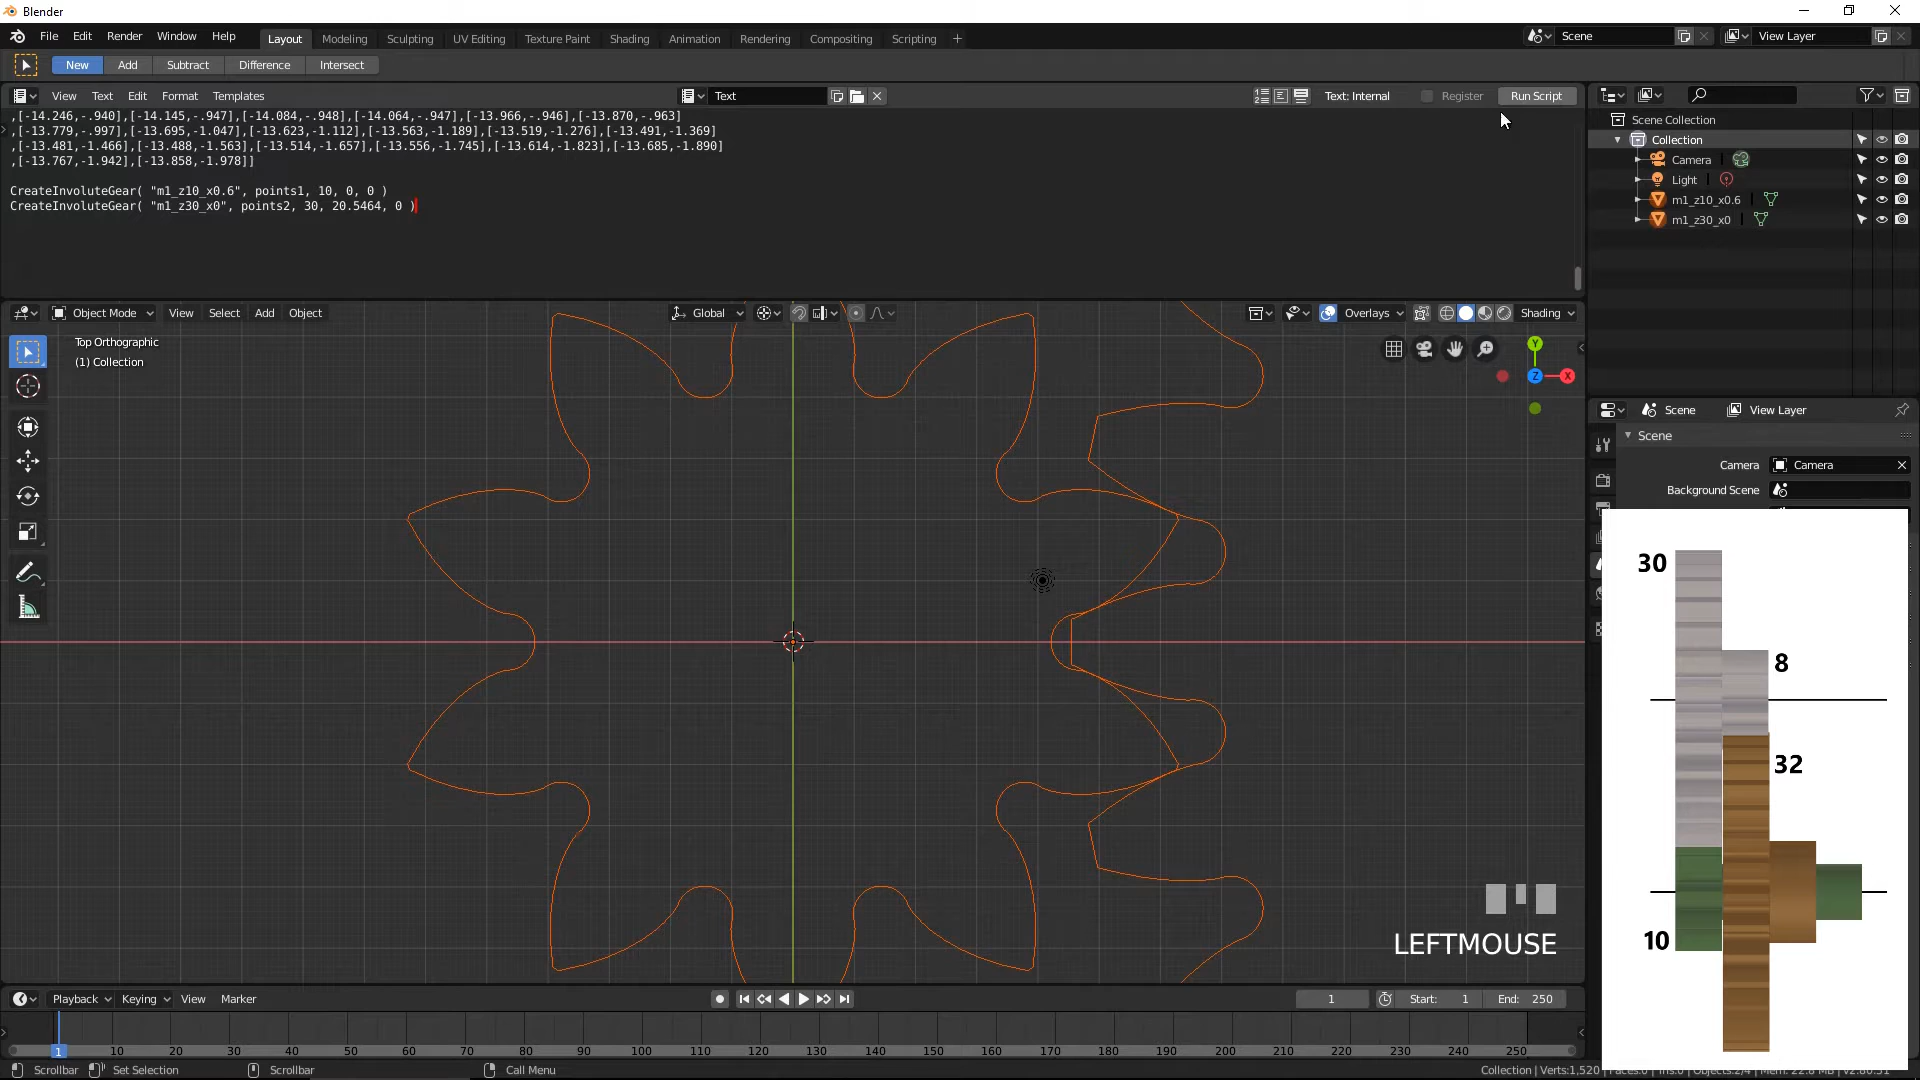 Blender
File Edit Render Window Help Layout Modeling Sculpting UV Editing Texture Paint Shading Animation Rendering Compositing Scripting + Scene View Layer
New Add Subtract Difference Intersect
View Text Edit Format Templates Text Text: Internal Register Run Script
,[-14.246,-.940],[-14.145,-.947],[-14.084,-.948],[-14.064,-.947],[-13.966,-.946],[-13.870,-.963]
,[-13.779,-.997],[-13.695,-1.047],[-13.623,-1.112],[-13.563,-1.189],[-13.519,-1.276],[-13.491,-1.369]
,[-13.481,-1.466],[-13.488,-1.563],[-13.514,-1.657],[-13.556,-1.745],[-13.614,-1.823],[-13.685,-1.890]
,[-13.767,-1.942],[-13.858,-1.978]]
CreateInvoluteGear( "m1_z10_x0.6", points1, 10, 0, 0 )
CreateInvoluteGear( "m1_z30_x0", points2, 30, 20.5464, 0 )
Scene Collection
Collection
Camera
Light
m1_z10_x0.6
m1_z30_x0
Object Mode View Select Add Object Global Overlays Shading
Top Orthographic
(1) Collection
Y
Z
X
Scene View Layer
Scene
Camera Camera
Background Scene
30
8
32
10
LEFTMOUSE
Playback Keying View Marker 1 Start: 1 End: 250
1 10 20 30 40 50 60 70 80 90 100 110 120 130 140 150 160 170 180 190 200 210 220 230 240 250
Scrollbar Set Selection Scrollbar Call Menu Collection | Verts:1,520